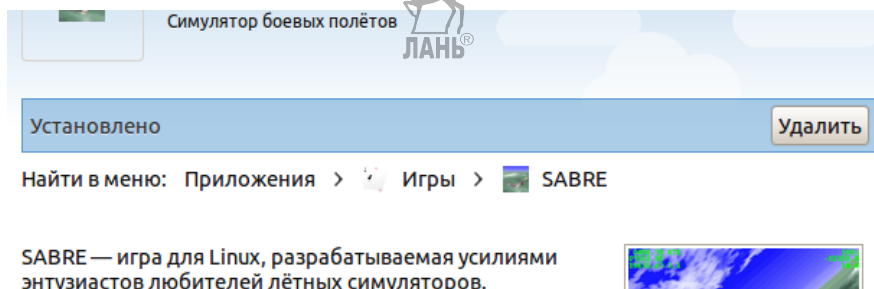 Симулятор боевых полётов
ЛАНЬ®
Установлено
Удалить
Найти в меню: Приложения > Игры > SABRE
SABRE — игра для Linux, разрабатываемая усилиями
энтузиастов любителей лётных симуляторов.